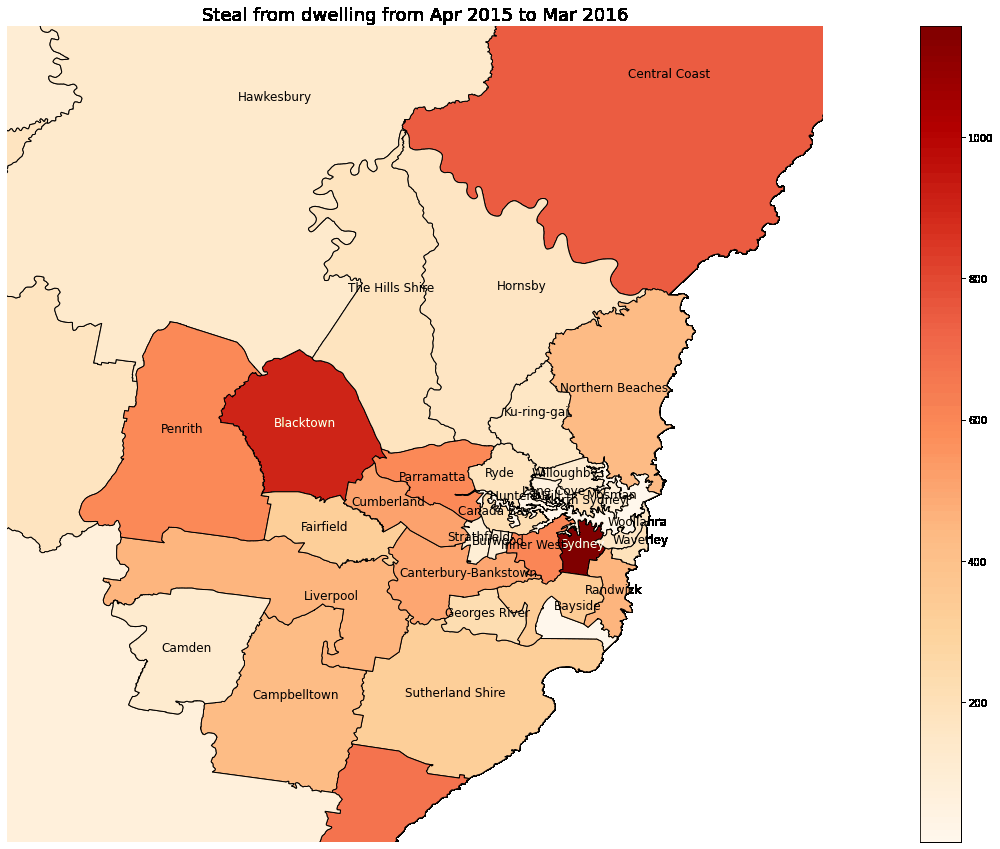 Steal from dwelling from Apr 2015 to Mar 2016
Central Coast
Hawkesbury
1000
800
The Hills Shire
Hornsby
Northern Beaches
Ku-ring-gai
600
Blacktown
Penrith
Parramatta
Ryde
Willoughby
Lane Cove
Mosman
North Sydney
Cumberland
Canada Bay
Fairfield
Woollahra
Strathfield
Burwood
Inner West
Sydney
Waverley
400
Canterbury-Bankstown
Liverpool
Randwick
Bayside
Georges River
Camden
Campbelltown
Sutherland Shire
200